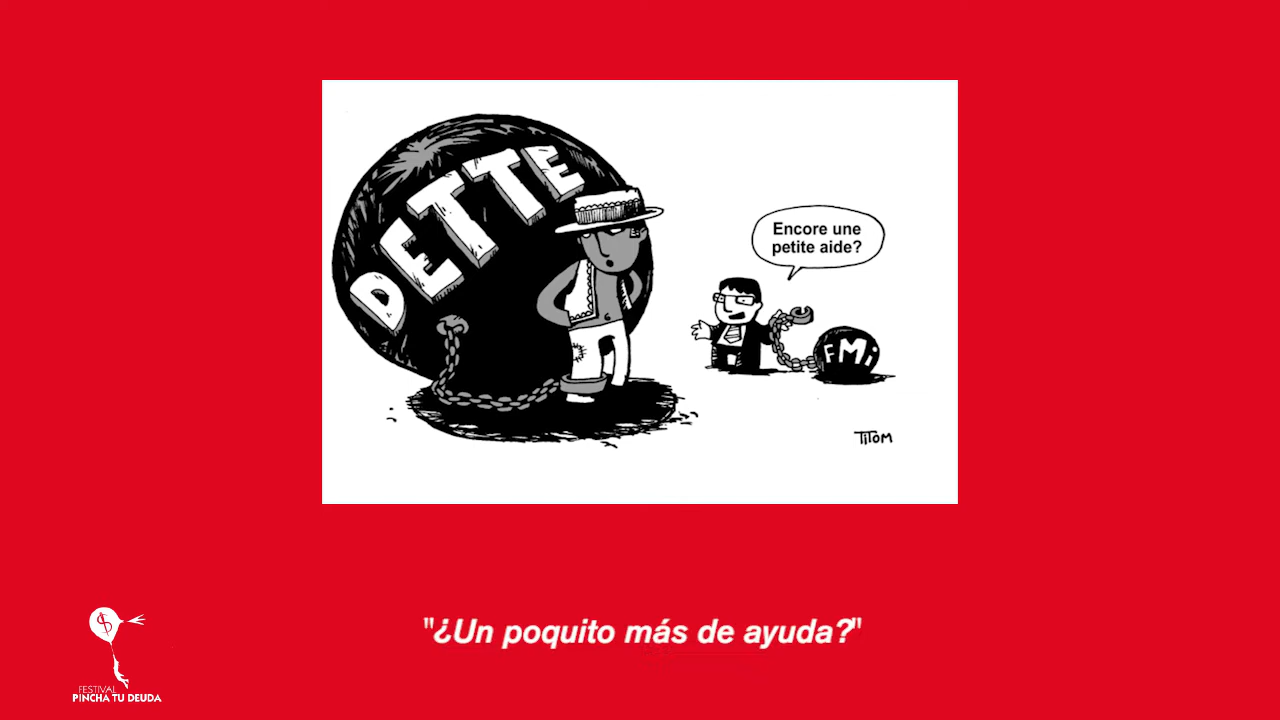 DETTE
Encore une
petite aide?
FMi
TiTOM
"¿Un poquito más de ayuda?"
$
FESTIVAL
PINCHA TU DEUDA